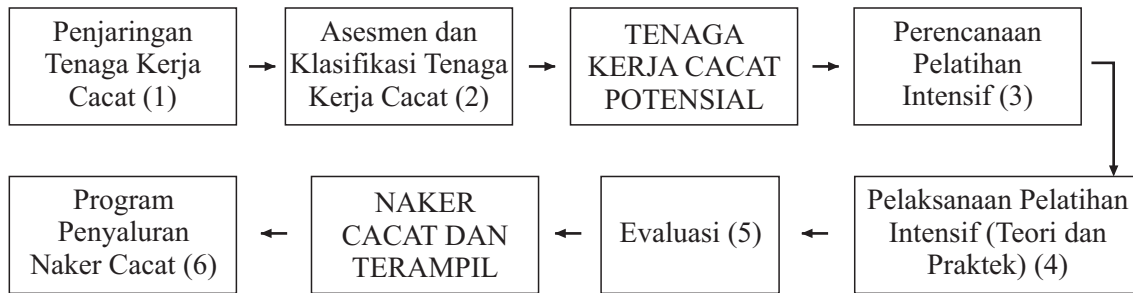 Penjaringan
Tenaga Kerja
Cacat (1)
Asesmen dan
Klasifikasi Tenaga
Kerja Cacat (2)
TENAGA
KERJA CACAT
POTENSIAL
Perencanaan
Pelatihan
Intensif (3)
Pelaksanaan Pelatihan
Intensif (Teori dan
Praktek) (4)
Evaluasi (5)
NAKER
CACAT DAN
TERAMPIL
Program
Penyaluran
Naker Cacat (6)